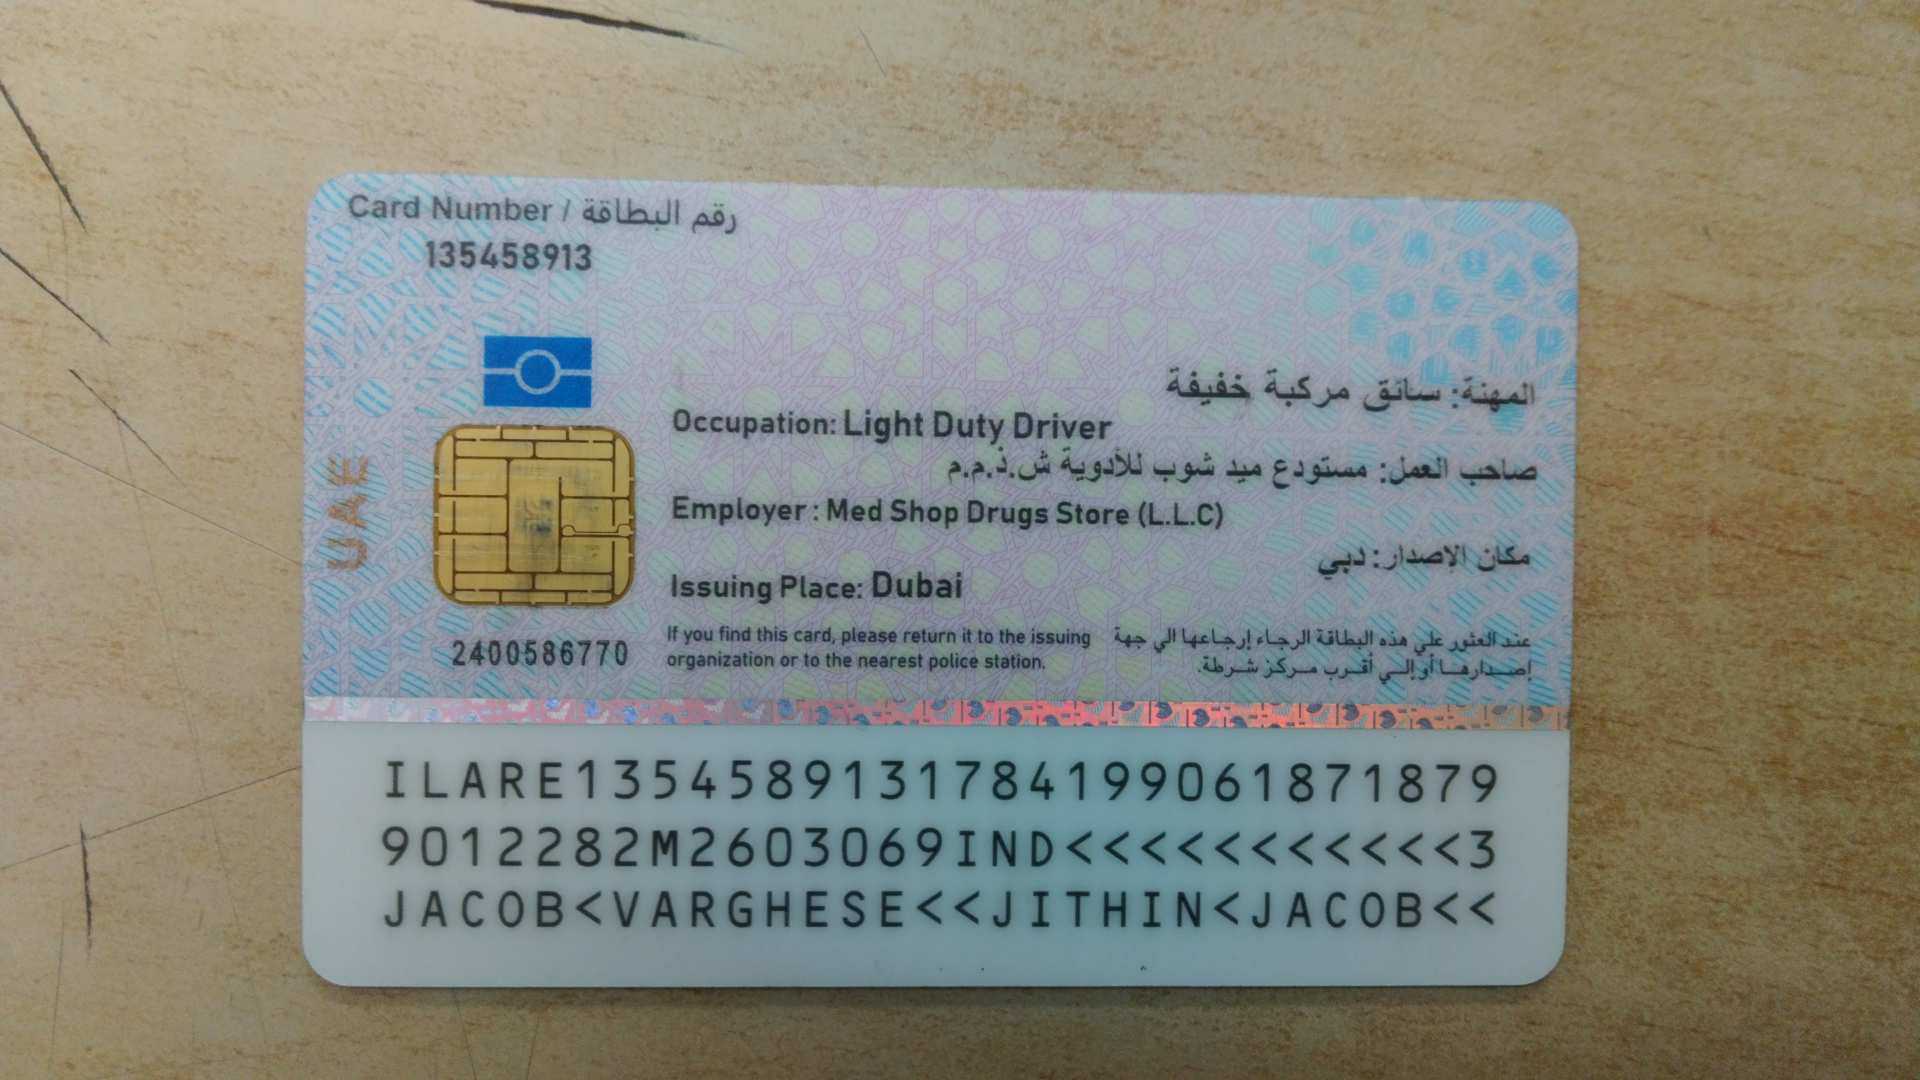 Card Number / رقم البطاقة
135458913
المهنة: سائق مركبة خفيفة
Occupation: Light Duty Driver
صاحب العمل: مستودع ميد شوب للأدوية ش.ذ.م.م
Employer : Med Shop Drugs Store (L.L.C)
مكان الإصدار: دبي
Issuing Place: Dubai
UAE
2400586770
If you find this card, please return it to the issuing
organization or to the nearest police station.
عند العثور علي هذه البطاقة الرجاء إرجاعها الي جهة
إصدارها أو إلي أقرب مركز شرطة.
ILARE1354589131784199061871879
9012282M2603069IND<<<<<<<<<<<3
JACOB<VARGHESE<<JITHIN<JACOB<<